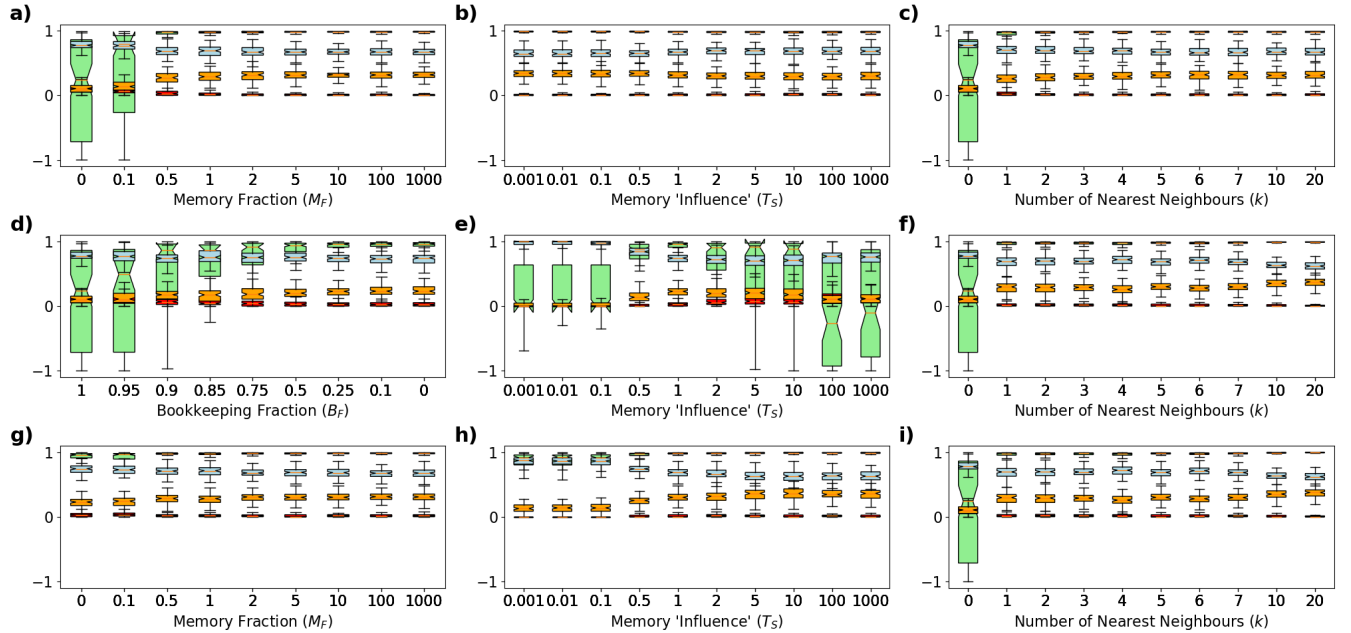 a) b) c)
1 1 1
0 0 0
−1 −1 −1
0 0.1 0.5 1 2 5 10 100 1000 0.001 0.01 0.1 0.5 1 2 5 10 100 1000 0 1 2 3 4 5 6 7 10 20
Memory Fraction (M_F) Memory 'Influence' (T_S) Number of Nearest Neighbours (k)
d) e) f)
1 1 1
0 0 0
−1 −1 −1
1 0.95 0.9 0.85 0.75 0.5 0.25 0.1 0 0.001 0.01 0.1 0.5 1 2 5 10 100 1000 0 1 2 3 4 5 6 7 10 20
Bookkeeping Fraction (B_F) Memory 'Influence' (T_S) Number of Nearest Neighbours (k)
g) h) i)
1 1 1
0 0 0
−1 −1 −1
0 0.1 0.5 1 2 5 10 100 1000 0.001 0.01 0.1 0.5 1 2 5 10 100 1000 0 1 2 3 4 5 6 7 10 20
Memory Fraction (M_F) Memory 'Influence' (T_S) Number of Nearest Neighbours (k)